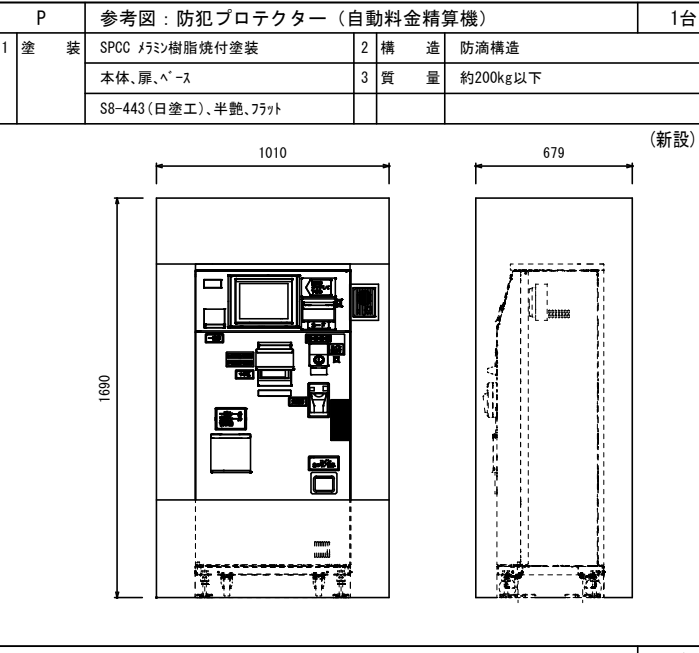 P 参考図：防犯プロテクター（自動料金精算機） 1台
1 塗 装 SPCC ﾒﾗﾐﾝ樹脂焼付塗装 2 構 造 防滴構造
本体、扉、ﾍﾞｰｽ 3 質 量 約200kg以下
S8-443(日塗工)、半艶、ﾌﾗｯﾄ
(新設)
1010 679
1690